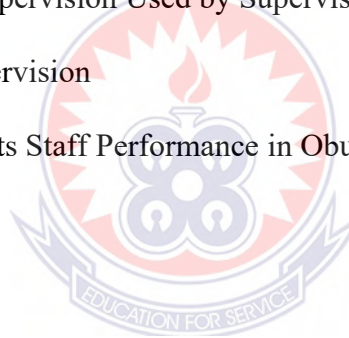 pervision Used by Supervis
ervision
ts Staff Performance in Obu
EDUCATION FOR SERVICE